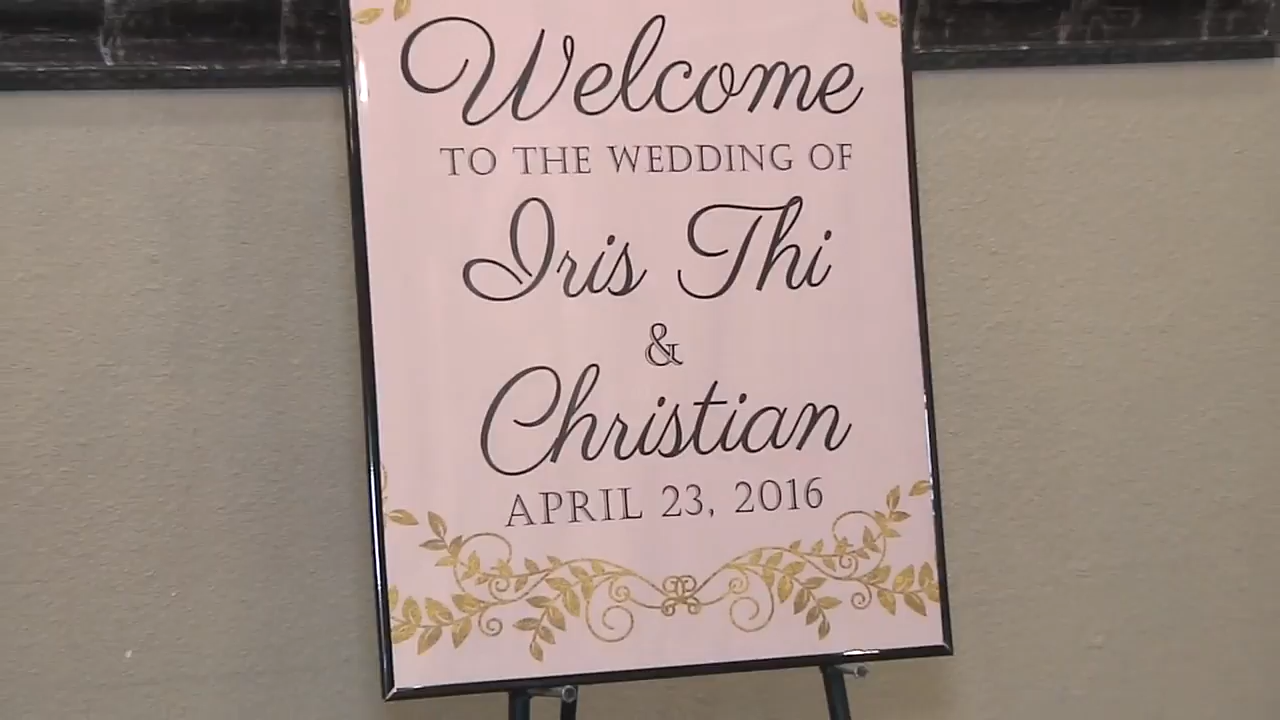 Welcome
TO THE WEDDING OF
Iris Thi
&
Christian
APRIL 23, 2016